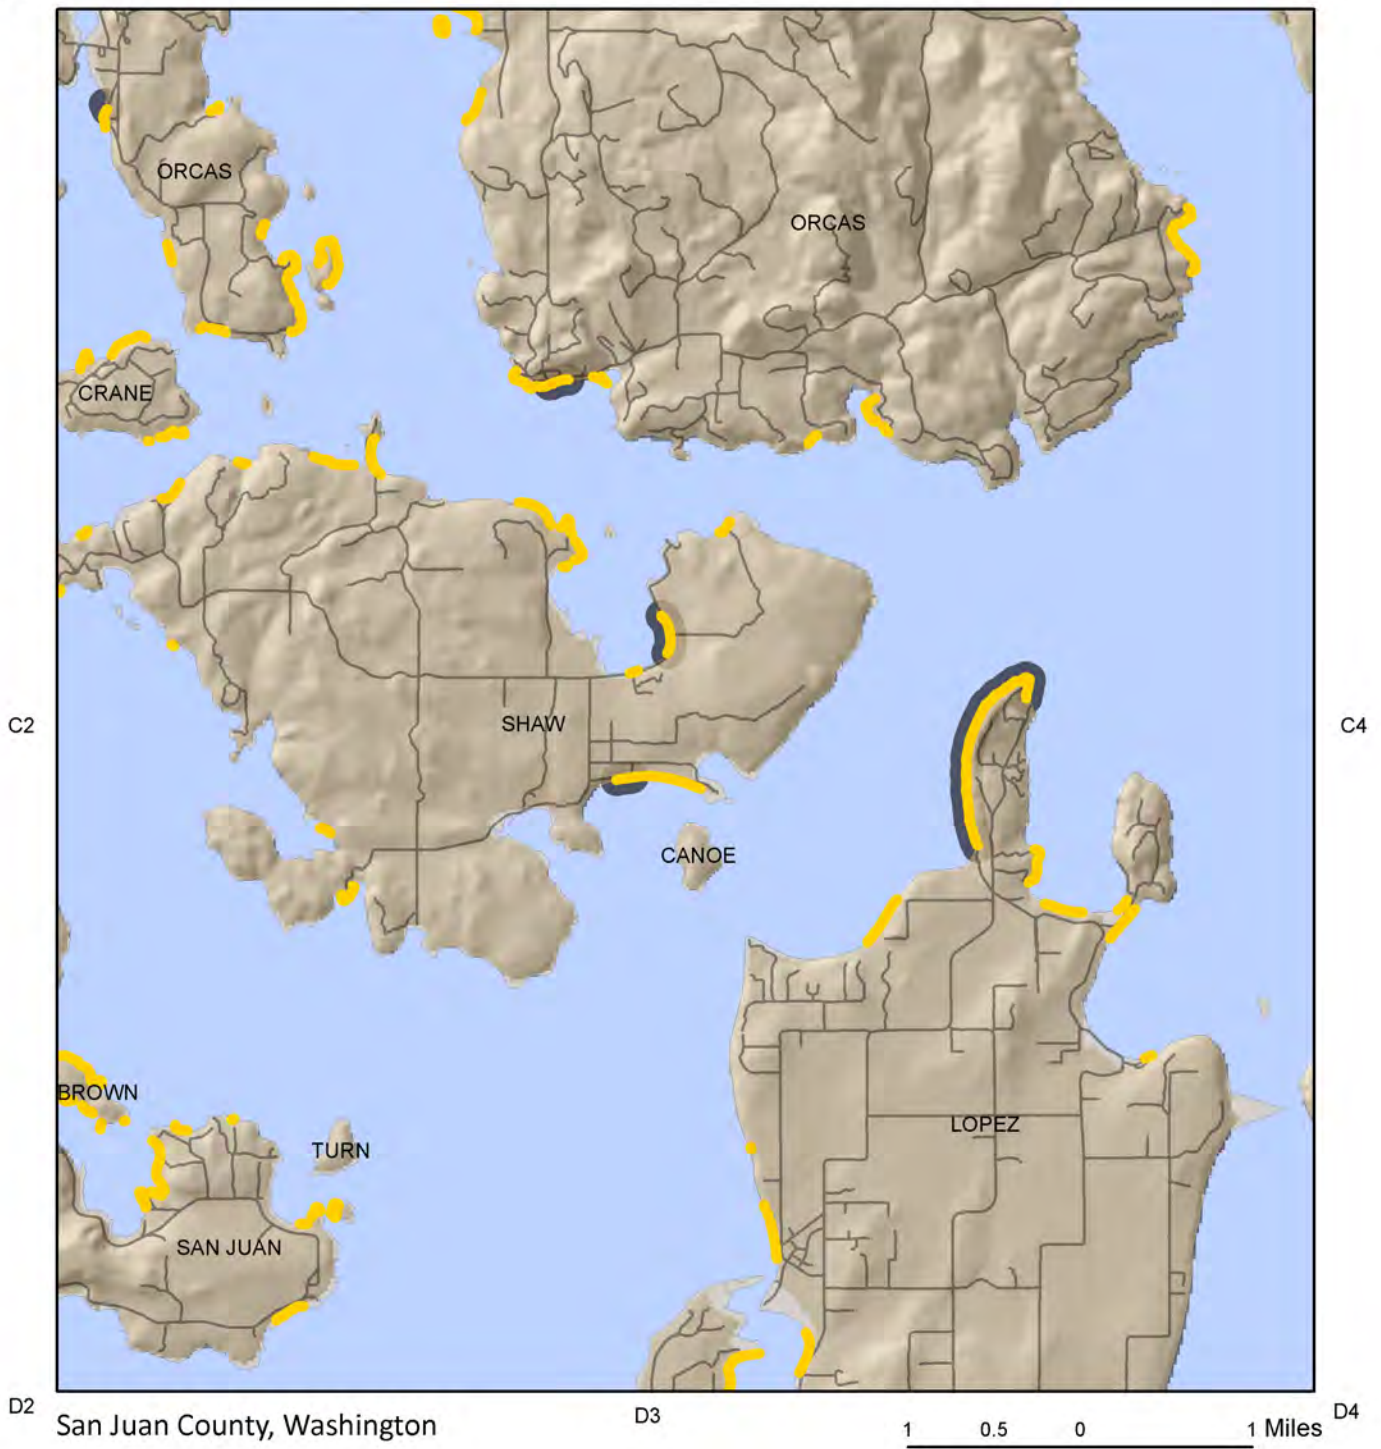 ORCAS
ORCAS
CRANE
C2
SHAW
C4
CANOE
BROWN
LOPEZ
TURN
SAN JUAN
D2
D3
D4
San Juan County, Washington
1 0.5 0 1 Miles